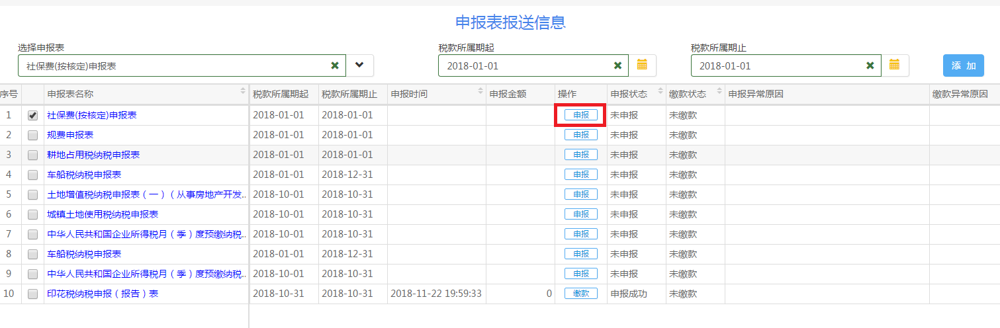 申报表报送信息
选择申报表 税款所属期起 税款所属期止
社保费(按核定)申报表 2018-01-01 2018-01-01 添 加
序号 申报表名称 税款所属期起 税款所属期止 申报时间 申报金额 操作 申报状态 缴款状态 申报异常原因 缴款异常原因
1 社保费(按核定)申报表 2018-01-01 2018-01-01 申报 未申报 未缴款
2 规费申报表 2018-01-01 2018-01-01 申报 未申报 未缴款
3 耕地占用税纳税申报表 2018-01-01 2018-01-01 申报 未申报 未缴款
4 车船税纳税申报表 2018-01-01 2018-12-31 申报 未申报 未缴款
5 土地增值税纳税申报表（一）（从事房地产开发.. 2018-10-01 2018-10-31 申报 未申报 未缴款
6 城镇土地使用税纳税申报表 2018-10-01 2018-10-31 申报 未申报 未缴款
7 中华人民共和国企业所得税月（季）度预缴纳税.. 2018-10-01 2018-10-31 申报 未申报 未缴款
8 车船税纳税申报表 2018-01-01 2018-12-31 申报 未申报 未缴款
9 中华人民共和国企业所得税月（季）度预缴纳税.. 2018-10-01 2018-10-31 申报 未申报 未缴款
10 印花税纳税申报（报告）表 2018-10-31 2018-10-31 2018-11-22 19:59:33 0 缴款 申报成功 未缴款